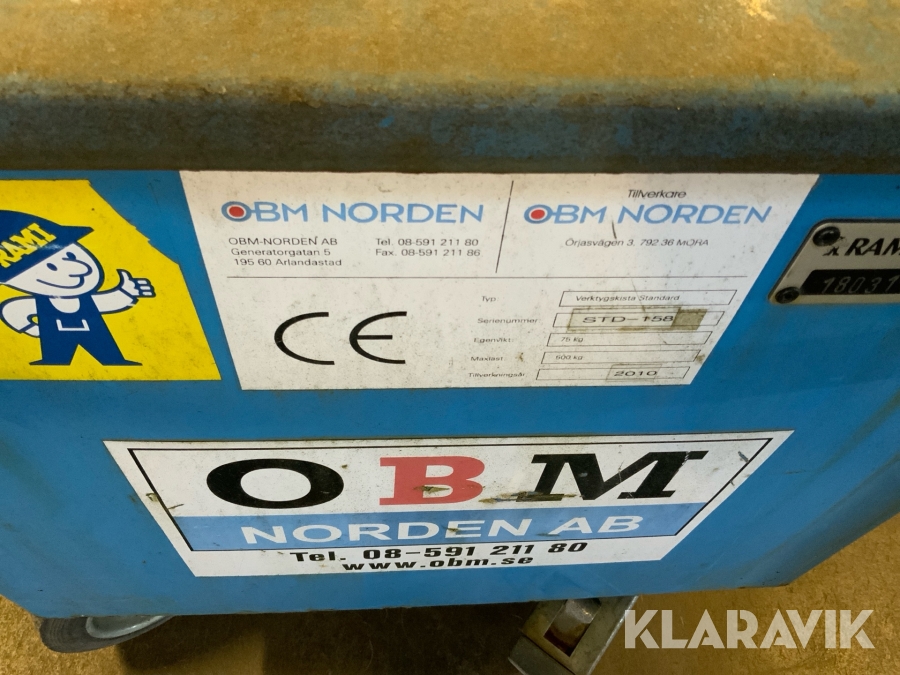 RAMI
OBM NORDEN
OBM-NORDEN AB
Generatorgatan 5
195 60 Arlandastad
Tel. 08-591 211 80
Fax. 08-591 211 86
Tillverkare
OBM NORDEN
Örjasvägen 3, 792 36 MORA
CE
Typ Verktygskista Standard
Serienummer: STD-158
Egenvikt: 75 kg
Maxlast: 500 kg
Tillverkningsår 2010
OBM
NORDEN AB
Tel. 08-591 211 80
www.obm.se
KLARAVIK